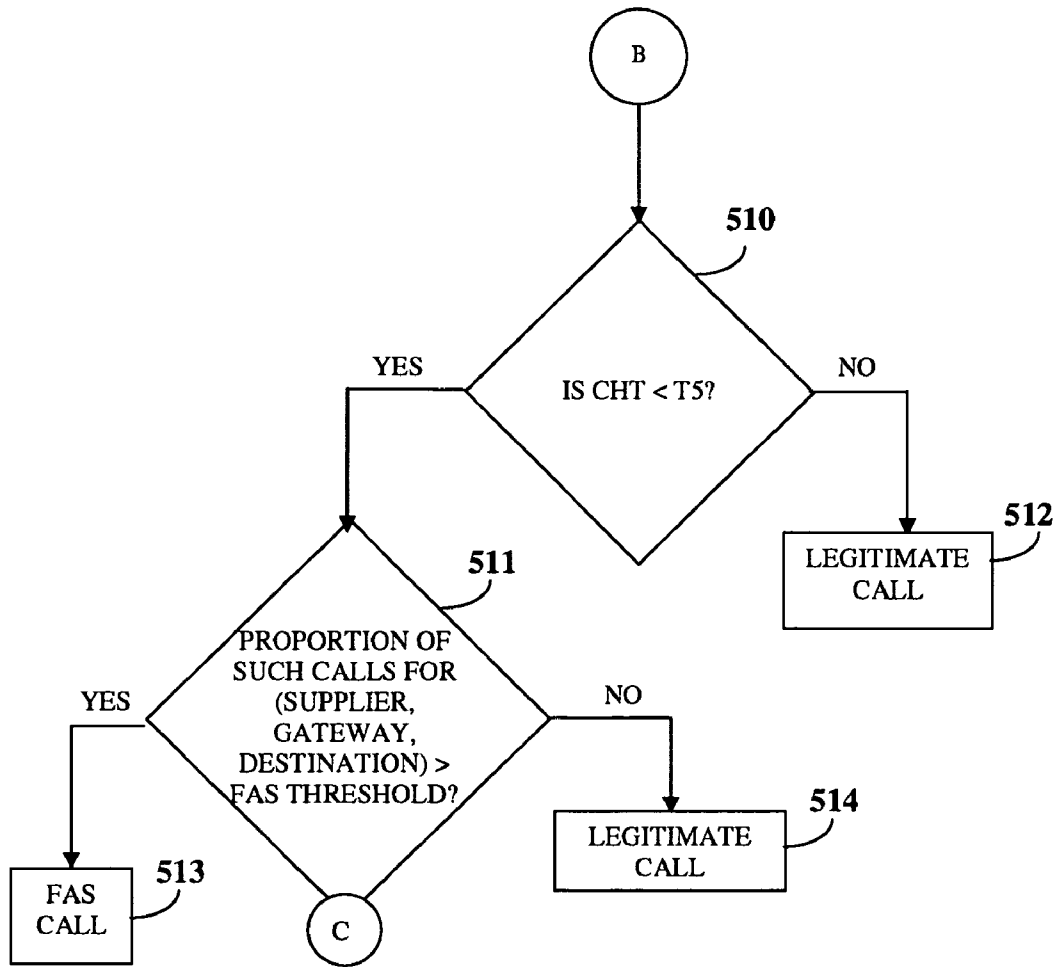 B
510
YES
IS CHT < T5?
NO
512
LEGITIMATE
CALL
511
PROPORTION OF
SUCH CALLS FOR
(SUPPLIER,
GATEWAY,
DESTINATION) >
FAS THRESHOLD?
YES
NO
514
LEGITIMATE
CALL
513
FAS
CALL
C